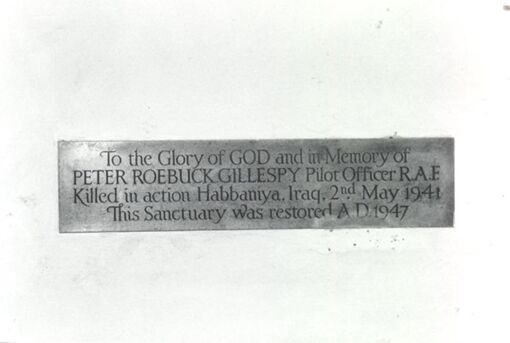 To the Glory of GOD and in Memory of
PETER ROEBUCK GILLESPY Pilot Officer R.A.F.
Killed in action Habbaniya, Iraq, 2nd May 1941
This Sanctuary was restored A.D. 1947